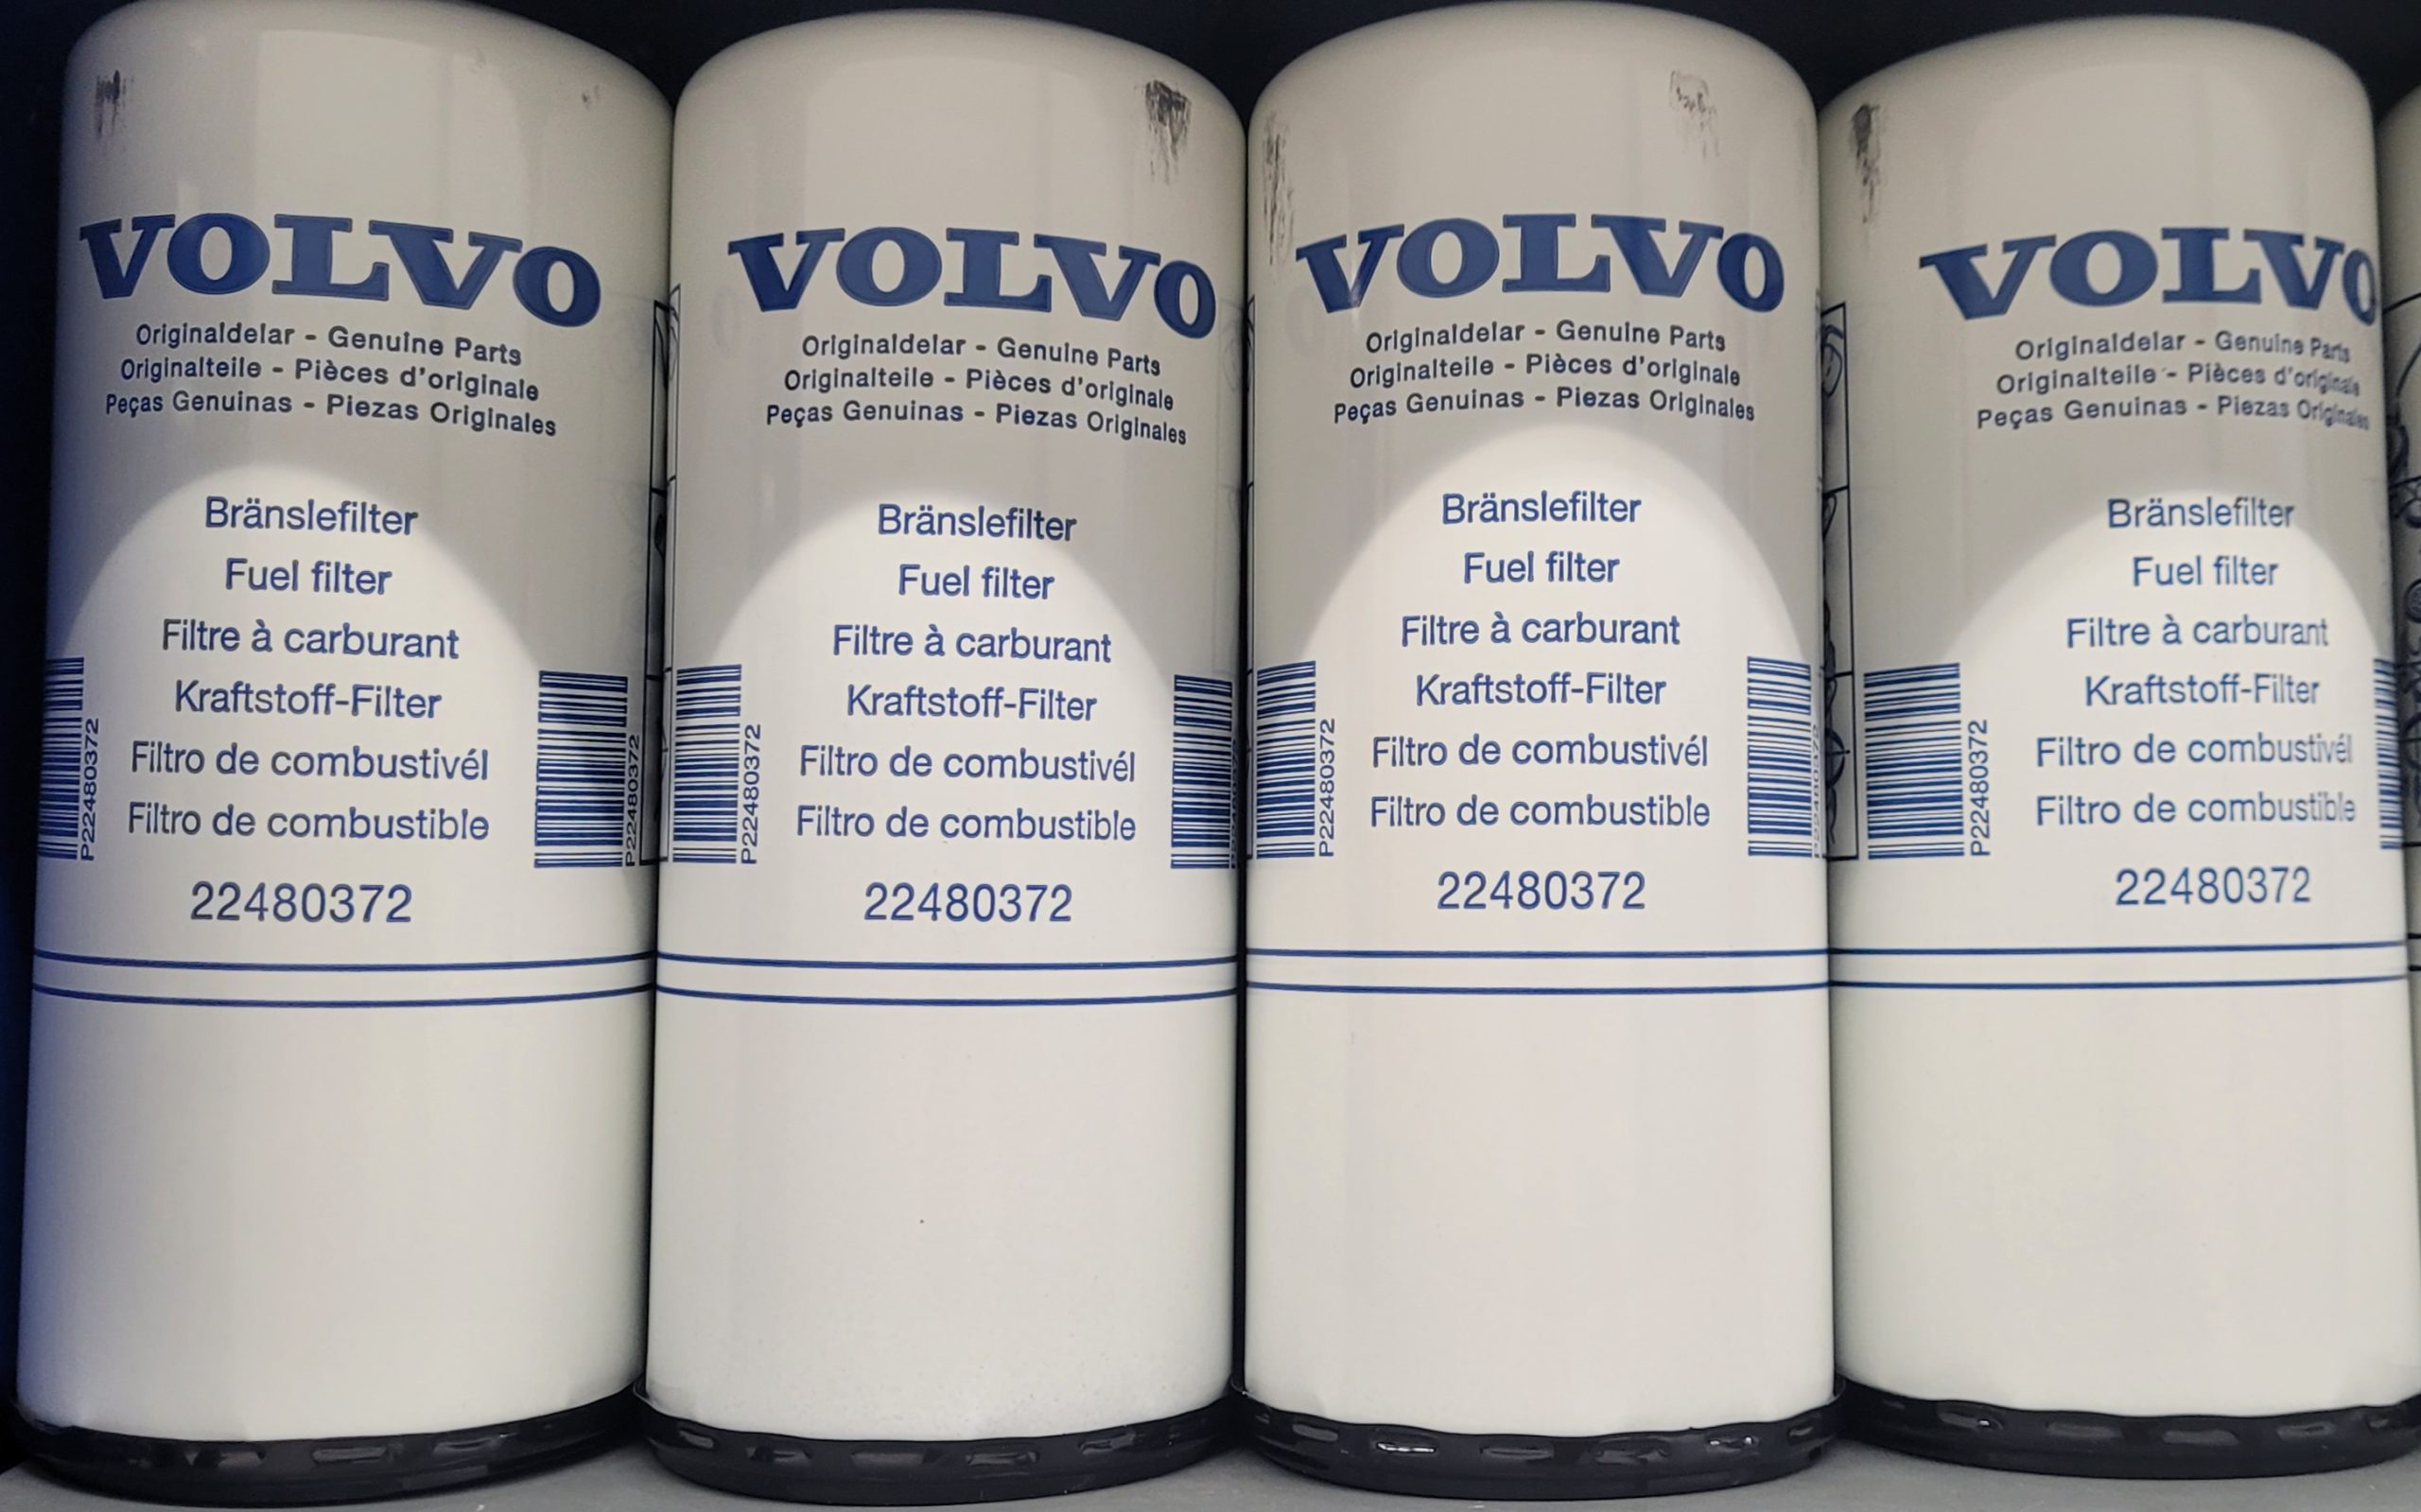 VOLVO
Originaldelar - Genuine Parts
Originalteile - Pièces d'originale
Peças Genuinas - Piezas Originales
Bränslefilter
Fuel filter
Filtre à carburant
Kraftstoff-Filter
Filtro de combustivél
Filtro de combustible
P22480372
P22480372
22480372
VOLVO
Originaldelar - Genuine Parts
Originalteile - Pièces d'originale
Peças Genuinas - Piezas Originales
Bränslefilter
Fuel filter
Filtre à carburant
Kraftstoff-Filter
Filtro de combustivél
Filtro de combustible
P22480372
22480372
VOLVO
Originaldelar - Genuine Parts
Originalteile - Pièces d'originale
Peças Genuinas - Piezas Originales
Bränslefilter
Fuel filter
Filtre à carburant
Kraftstoff-Filter
Filtro de combustivél
Filtro de combustible
P22480372
22480372
VOLVO
Originaldelar - Genuine Parts
Originalteile - Pièces d'originale
Peças Genuinas - Piezas Originales
Bränslefilter
Fuel filter
Filtre à carburant
Kraftstoff-Filter
Filtro de combustivél
Filtro de combustible
P22480372
22480372